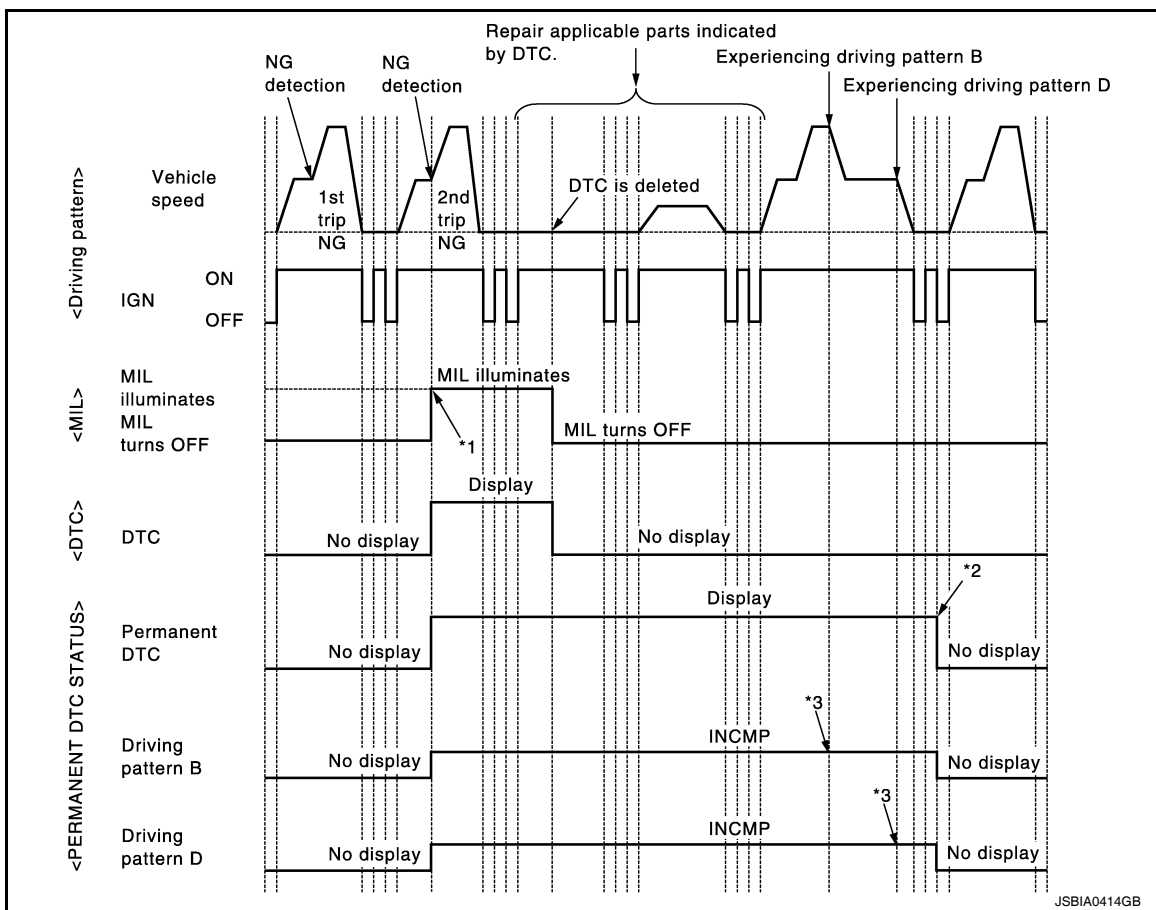 Repair applicable parts indicated
by DTC.
Experiencing driving pattern B
Experiencing driving pattern D
NG
detection
NG
detection
<Driving pattern>
Vehicle
speed
1st
trip
NG
2nd
trip
NG
DTC is deleted
IGN
ON
OFF
<MIL>
MIL
illuminates
MIL
turns OFF
MIL illuminates
*1
MIL turns OFF
<DTC>
DTC
No display
Display
No display
<PERMANENT DTC STATUS>
Permanent
DTC
No display
Display
*2
No display
Driving
pattern B
No display
INCMP
*3
No display
Driving
pattern D
No display
INCMP
*3
No display
JSBIA0414GB